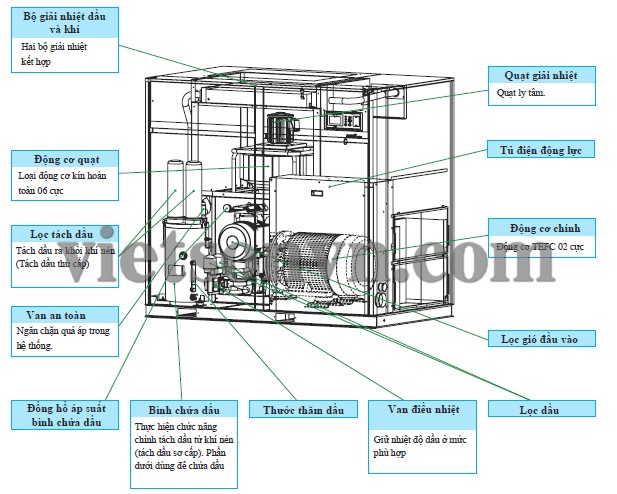 Bộ giải nhiệt dầu
và khí
Hai bộ giải nhiệt
kết hợp
Quạt giải nhiệt
Quạt ly tâm.
Động cơ quạt
Loại động cơ kín hoàn
toàn 06 cực
Tủ điện động lực
Lọc tách dầu
Tách dầu ra khỏi khí nén
(Tách dầu thứ cấp)
Động cơ chính
Động cơ TEFC 02 cực
Van an toàn
Ngăn chặn quá áp trong
hệ thống.
Lọc gió đầu vào
Đồng hồ áp suất
bình chứa dầu
Bình chứa dầu
Thực hiện chức năng
chính tách dầu từ khí nén
(tách dầu sơ cấp). Phần
dưới dùng để chứa dầu
Thước thăm dầu
Van điều nhiệt
Giữ nhiệt độ dầu ở mức
phù hợp
Lọc dầu